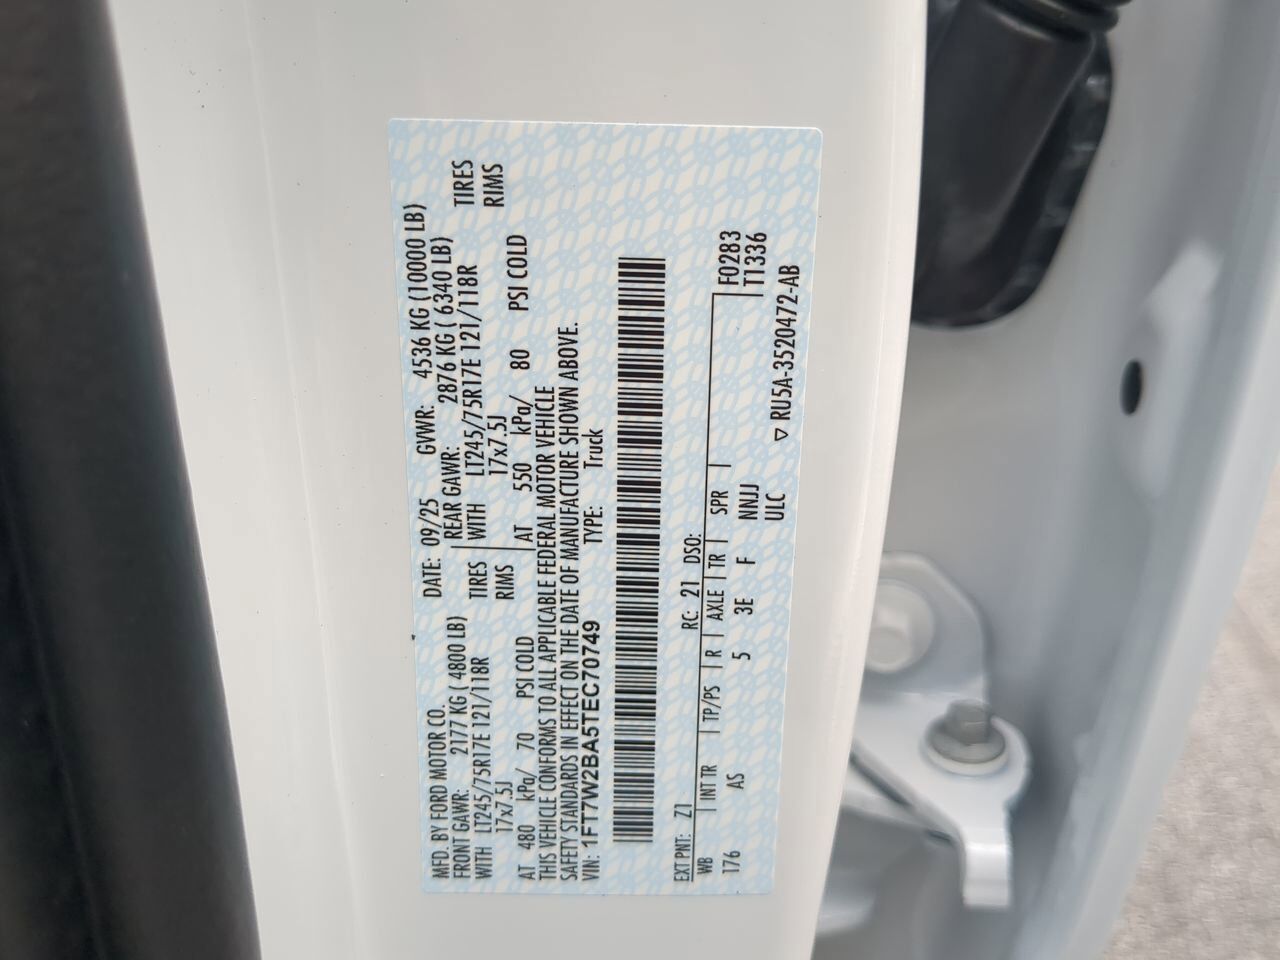 MFD. BY FORD MOTOR CO. DATE: 09/25 GVWR: 4536 KG (10000 LB)
FRONT GAWR: 2177 KG ( 4800 LB) REAR GAWR: 2876 KG ( 6340 LB)
WITH LT245/75R17E 121/118R TIRES WITH LT245/75R17E 121/118R TIRES
17x7.5J RIMS 17x7.5J RIMS
AT 480 kPa/ 70 PSI COLD AT 550 kPa/ 80 PSI COLD
THIS VEHICLE CONFORMS TO ALL APPLICABLE FEDERAL MOTOR VEHICLE
SAFETY STANDARDS IN EFFECT ON THE DATE OF MANUFACTURE SHOWN ABOVE.
VIN: 1FT7W2BA5TEC70749 TYPE: Truck
EXT PNT: Z1 RC: 21 DSO:
WB INT TR TP/PS R AXLE TR SPR F0283
176 AS 5 3E F NNJJ T1336
ULC
▽ RU5A-3520472-AB